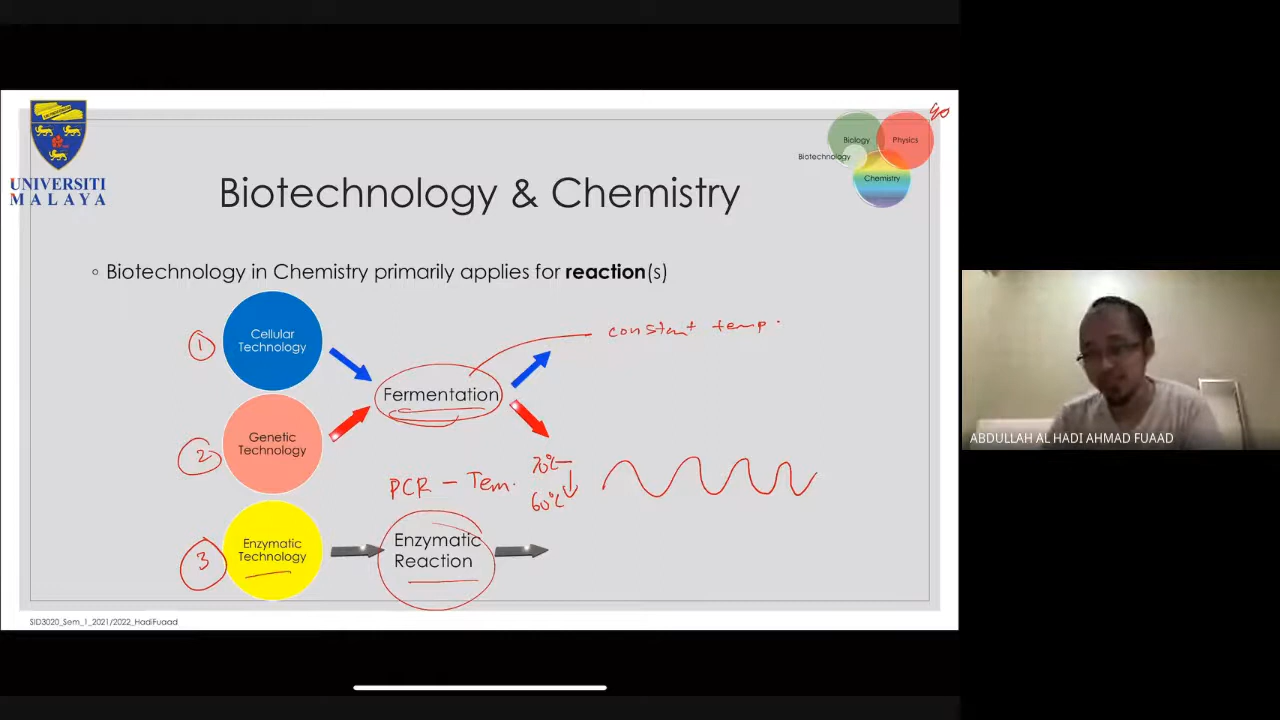 UNIVERSITI
MALAYA
Biotechnology & Chemistry
Biology
Physics
Biotechnology
Chemistry
90
◦ Biotechnology in Chemistry primarily applies for reaction(s)
1
Cellular
Technology
constant temp.
Fermentation
2
Genetic
Technology
PCR - Tem.
70°C
60°C
3
Enzymatic
Technology
Enzymatic
Reaction
SID3020_Sem_1_2021/2022_HadiFuaad
ABDULLAH AL HADI AHMAD FUAAD